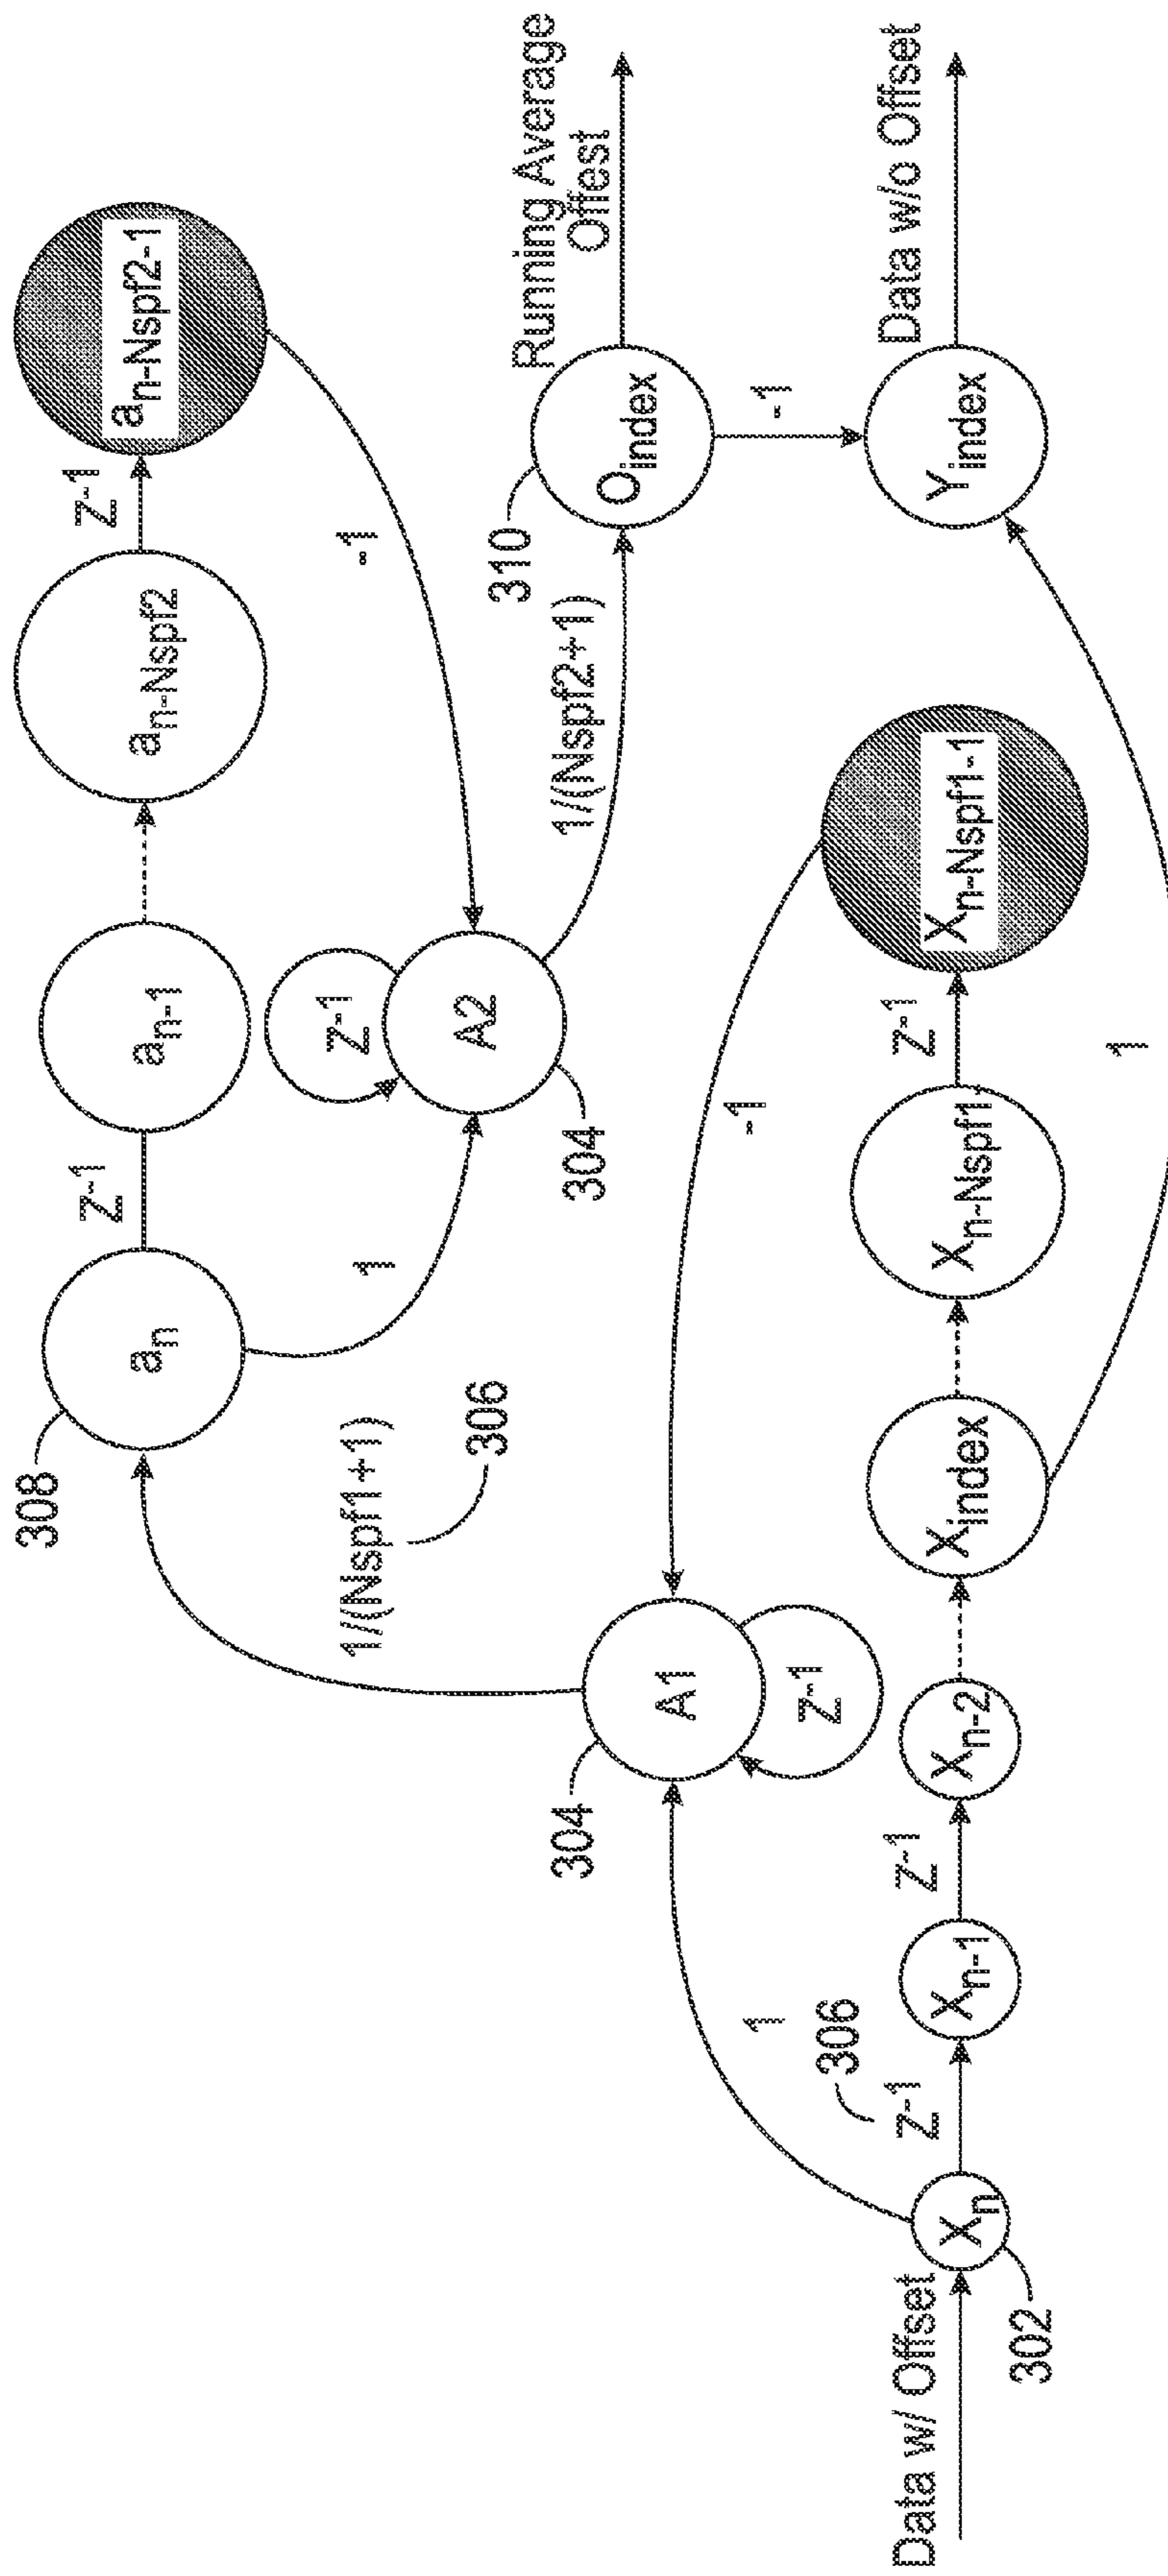 Data w/ Offset
302
Xn
Z-1
306
Xn-1
Z-1
Xn-2
Xindex
Xn-Nspf1
Z-1
Xn-Nspf1-1
1
-1
1
304
A1
Z-1
1/(Nspf1+1)
306
308
an
Z-1
an-1
an-Nspf2
Z-1
an-Nspf2-1
1
-1
Z-1
A2
304
1/(Nspf2+1)
310
Oindex
Running Average
Offest
-1
Yindex
Data w/o Offset